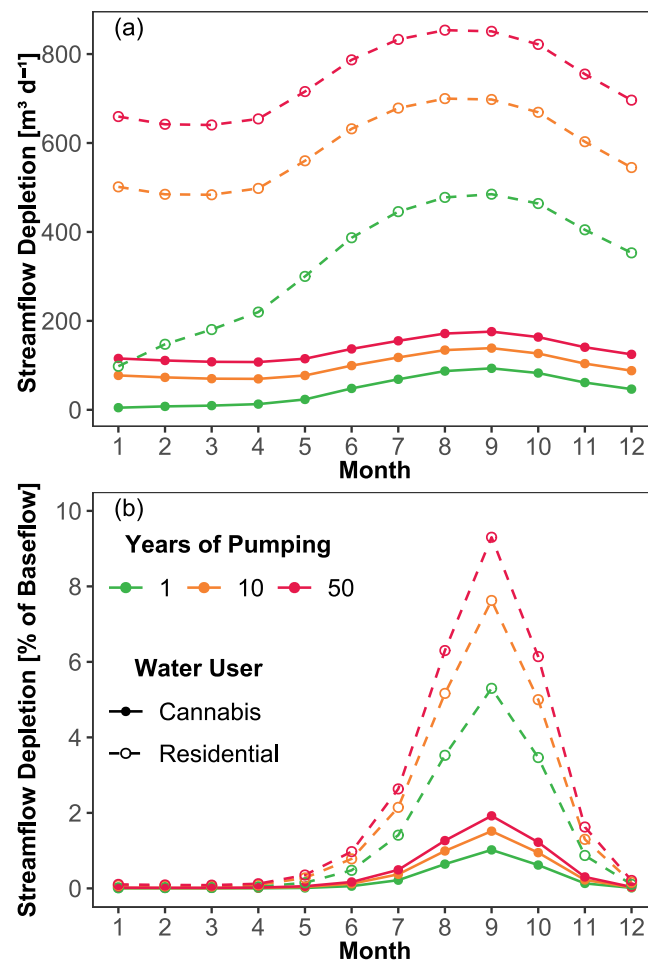 (a)
Streamflow Depletion [m³ d⁻¹]
800
600
400
200
0
1 2 3 4 5 6 7 8 9 10 11 12
Month
(b)
Streamflow Depletion [% of Baseflow]
10
8
6
4
2
0
Years of Pumping
1 10 50
Water User
Cannabis
Residential
1 2 3 4 5 6 7 8 9 10 11 12
Month